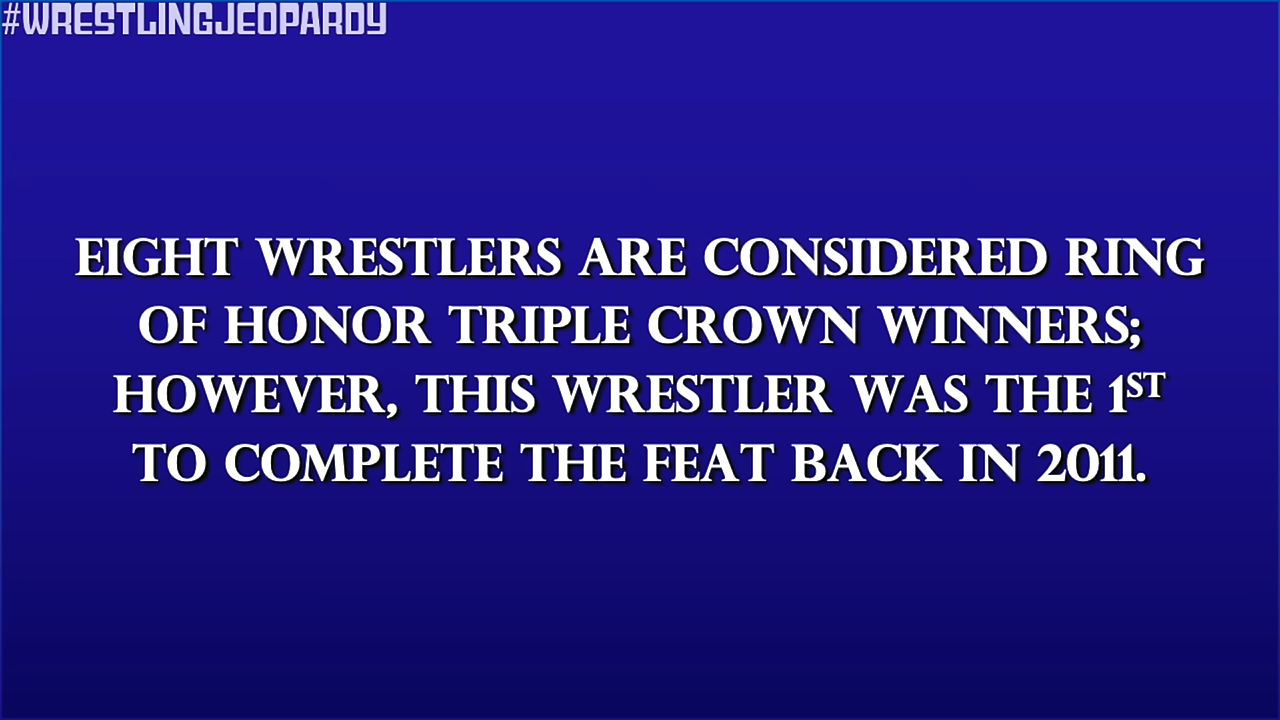 #WRESTLINGJEOPARDY
EIGHT WRESTLERS ARE CONSIDERED RING
OF HONOR TRIPLE CROWN WINNERS;
HOWEVER, THIS WRESTLER WAS THE 1ST
TO COMPLETE THE FEAT BACK IN 2011.